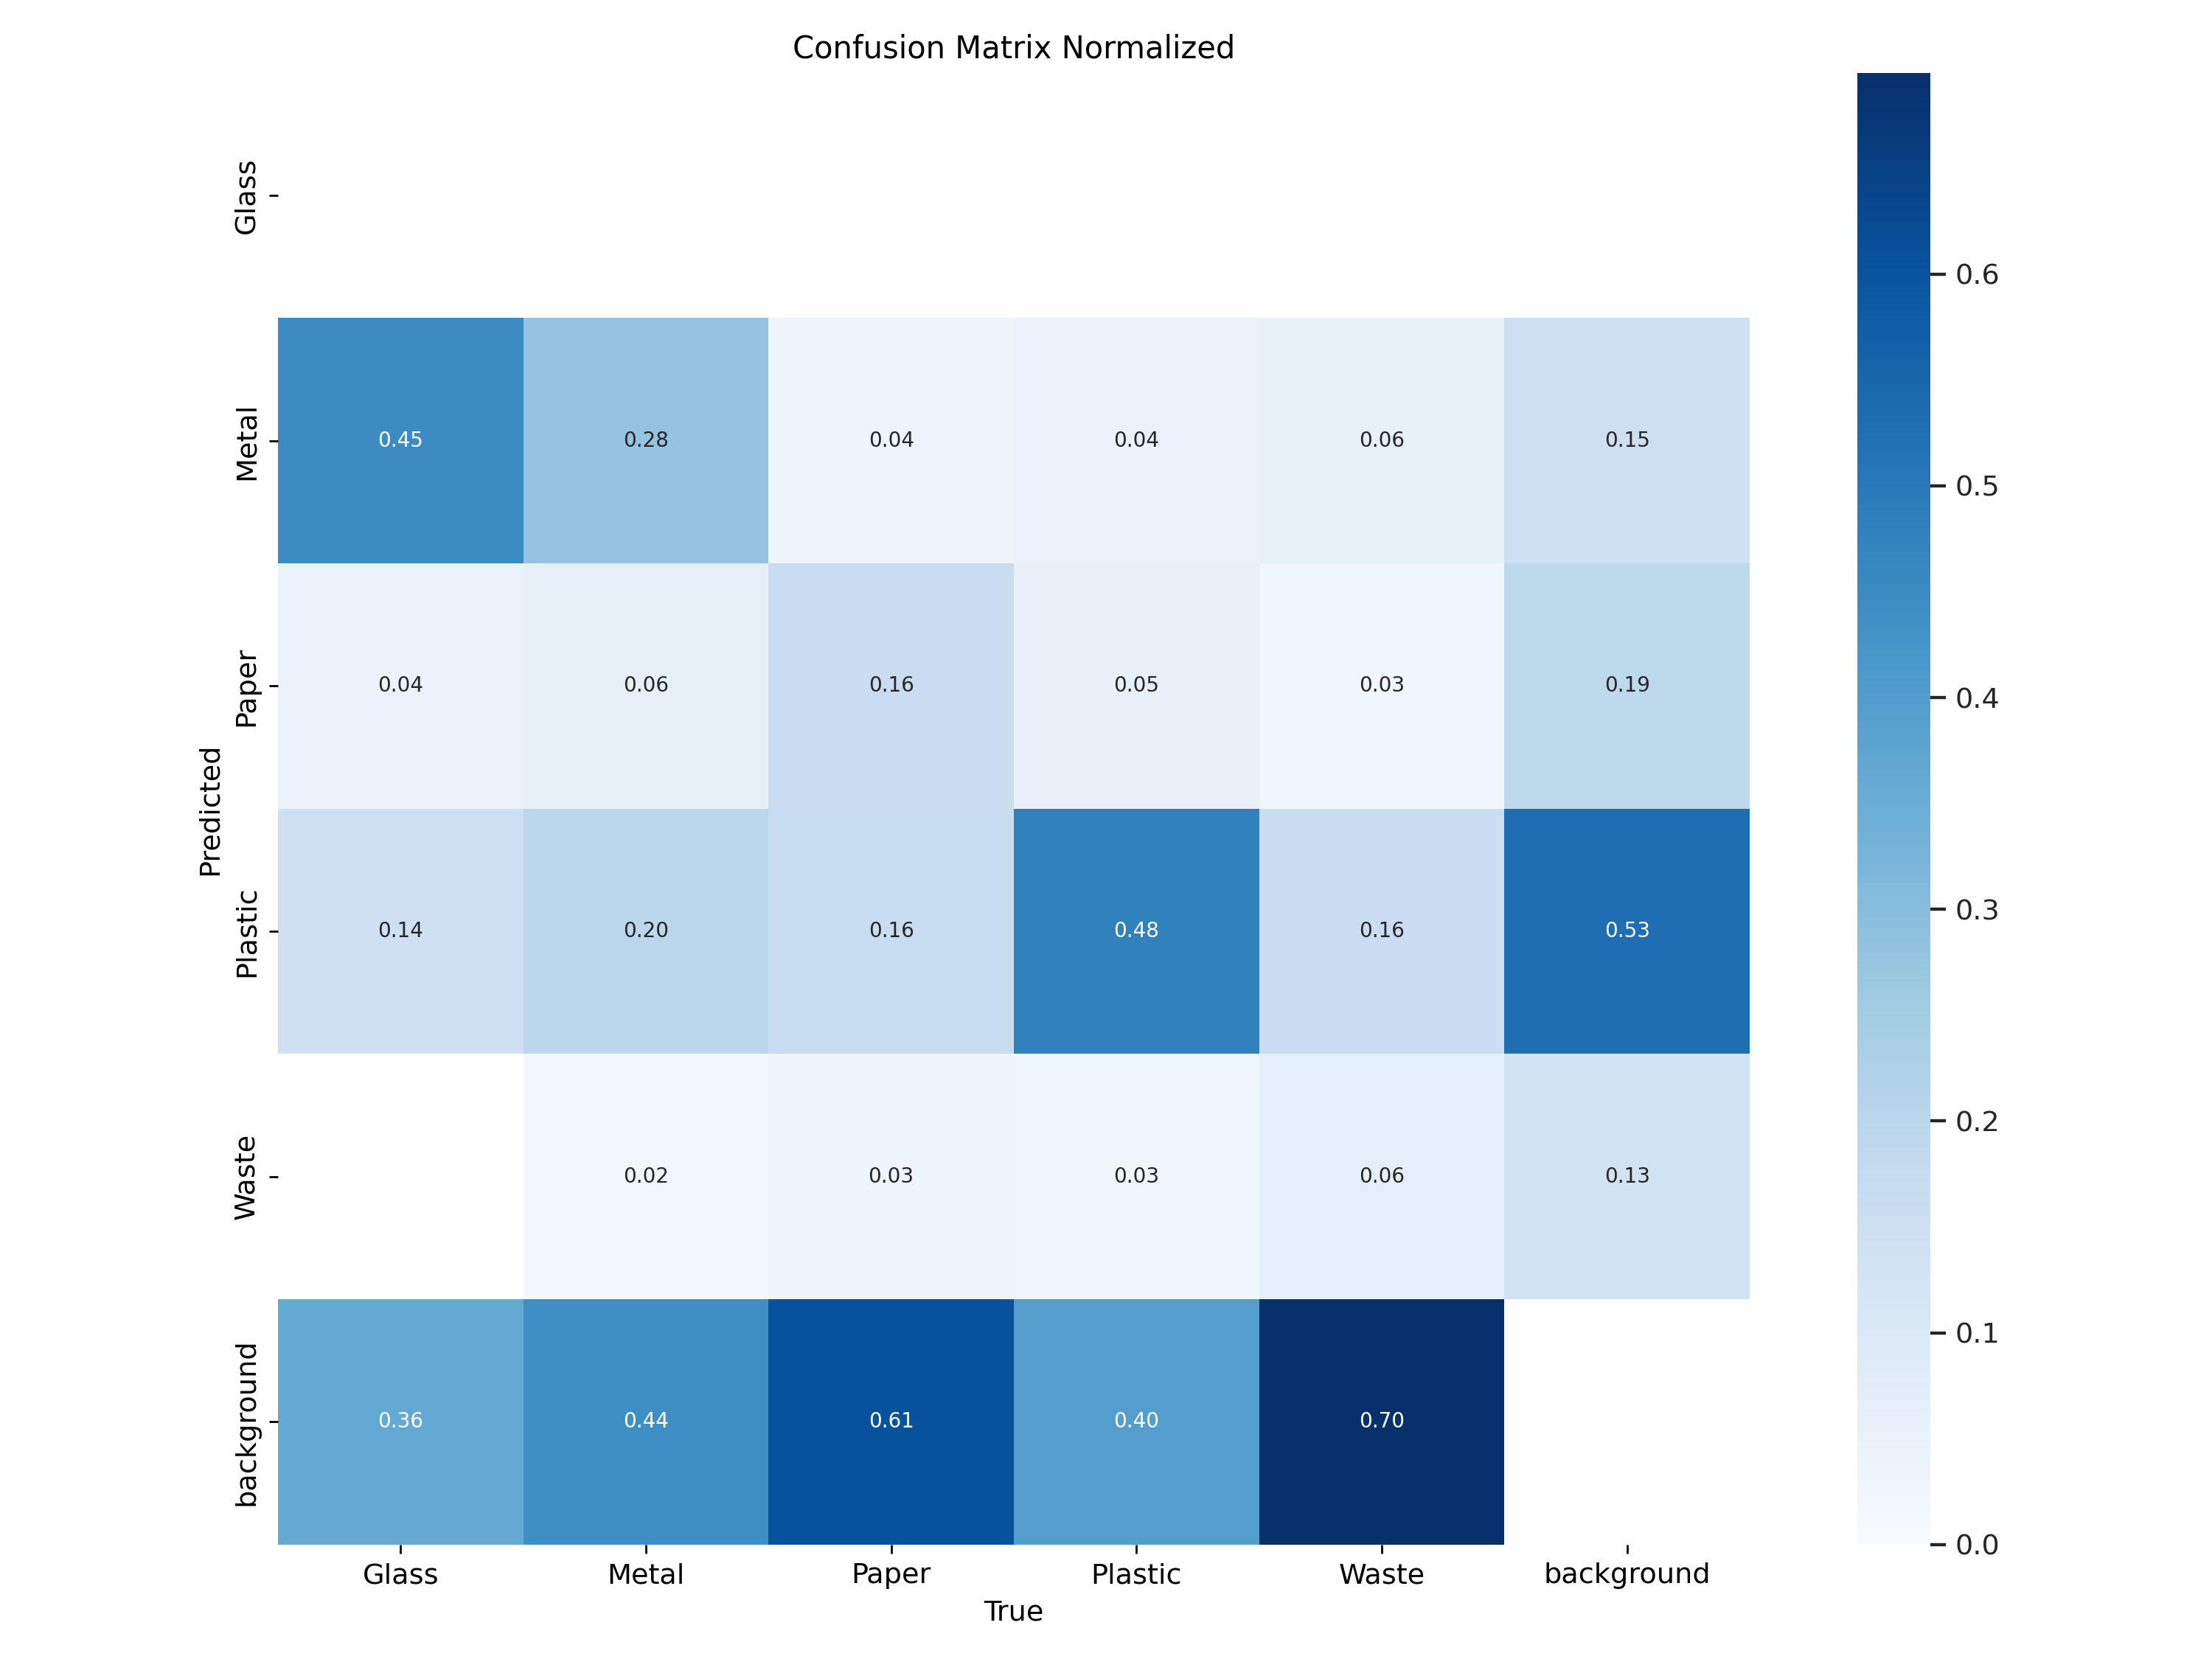 Confusion Matrix Normalized
Glass
Metal
0.45 0.28 0.04 0.04 0.06 0.15
Paper
0.04 0.06 0.16 0.05 0.03 0.19
Predicted
Plastic
0.14 0.20 0.16 0.48 0.16 0.53
Waste
0.02 0.03 0.03 0.06 0.13
background
0.36 0.44 0.61 0.40 0.70
Glass Metal Paper Plastic Waste background
True
0.6
0.5
0.4
0.3
0.2
0.1
0.0